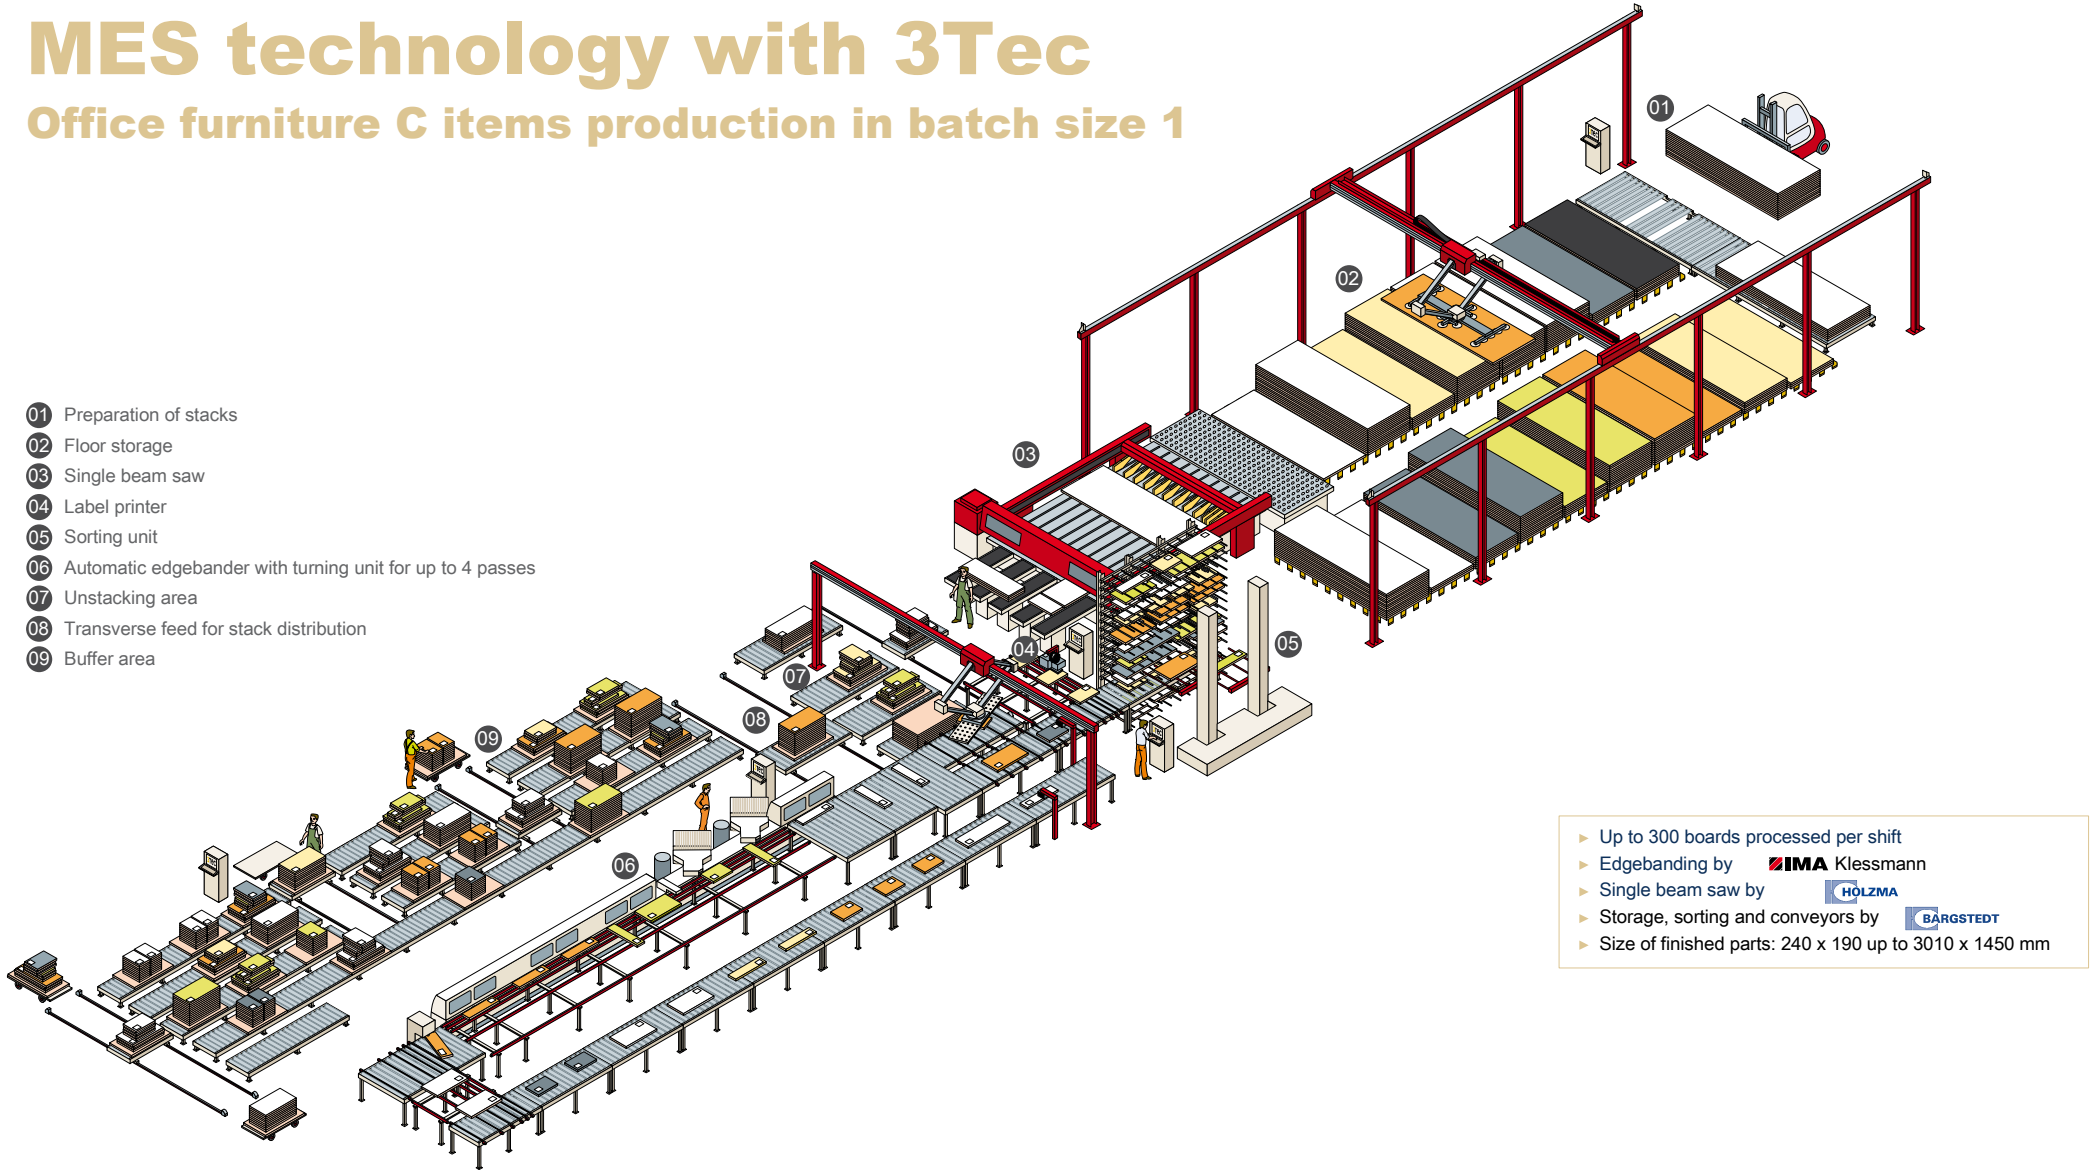 MES technology with 3Tec
Office furniture C items production in batch size 1
01 Preparation of stacks
02 Floor storage
03 Single beam saw
04 Label printer
05 Sorting unit
06 Automatic edgebander with turning unit for up to 4 passes
07 Unstacking area
08 Transverse feed for stack distribution
09 Buffer area
01
02
03
04
05
07
08
09
06
► Up to 300 boards processed per shift
► Edgebanding by IMA Klessmann
► Single beam saw by HOLZMA
► Storage, sorting and conveyors by BARGSTEDT
► Size of finished parts: 240 x 190 up to 3010 x 1450 mm